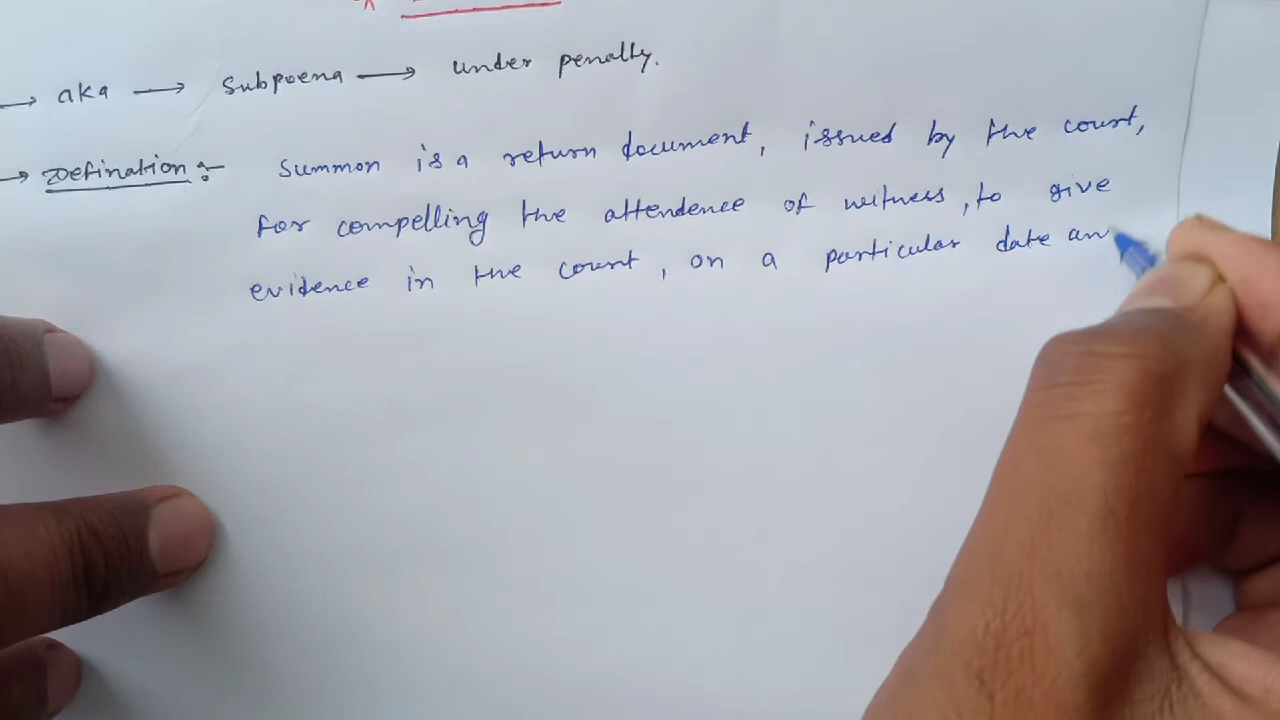 → aka → Subpoena → under penalty.
→ Defination :- Summon is a return document, issued by the court,
for compelling the attendence of witness, to give
evidence in the court, on a particular date an